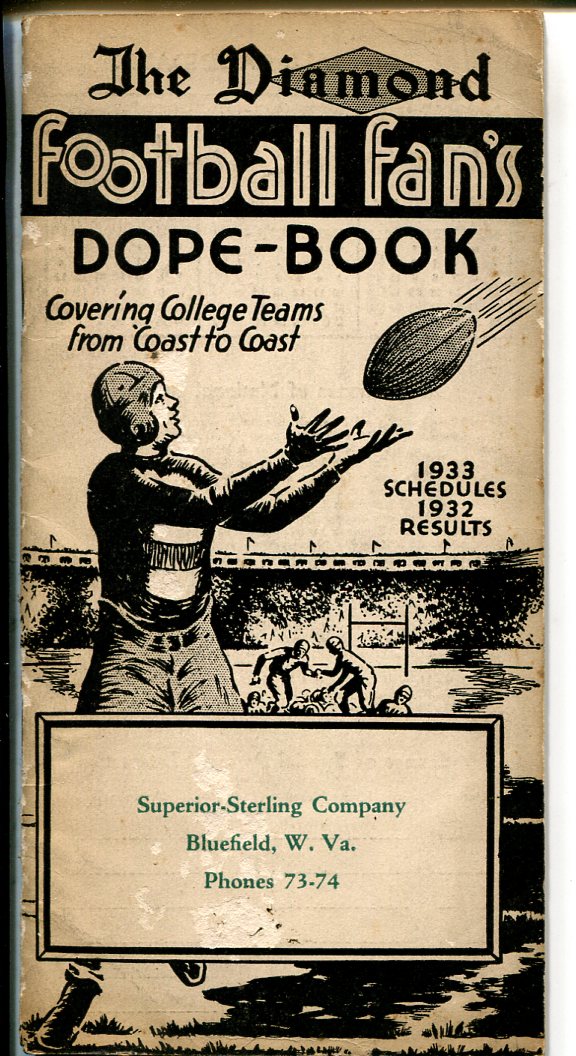 The Diamond
football fan's
DOPE-BOOK
Covering College Teams
from Coast to Coast
1933
SCHEDULES
1932
RESULTS
Superior-Sterling Company
Bluefield, W. Va.
Phones 73-74